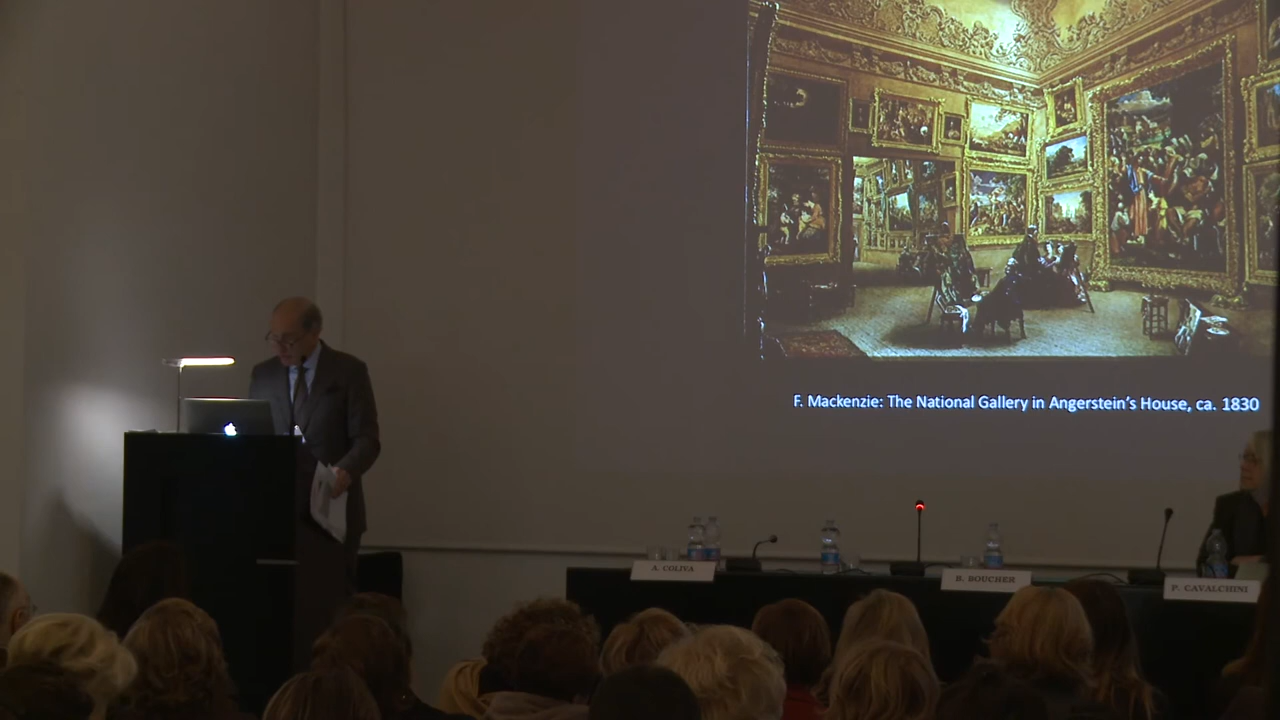 F. Mackenzie: The National Gallery in Angerstein's House, ca. 1830
A. COLIVA
B. BOUCHER
P. CAVALCHINI